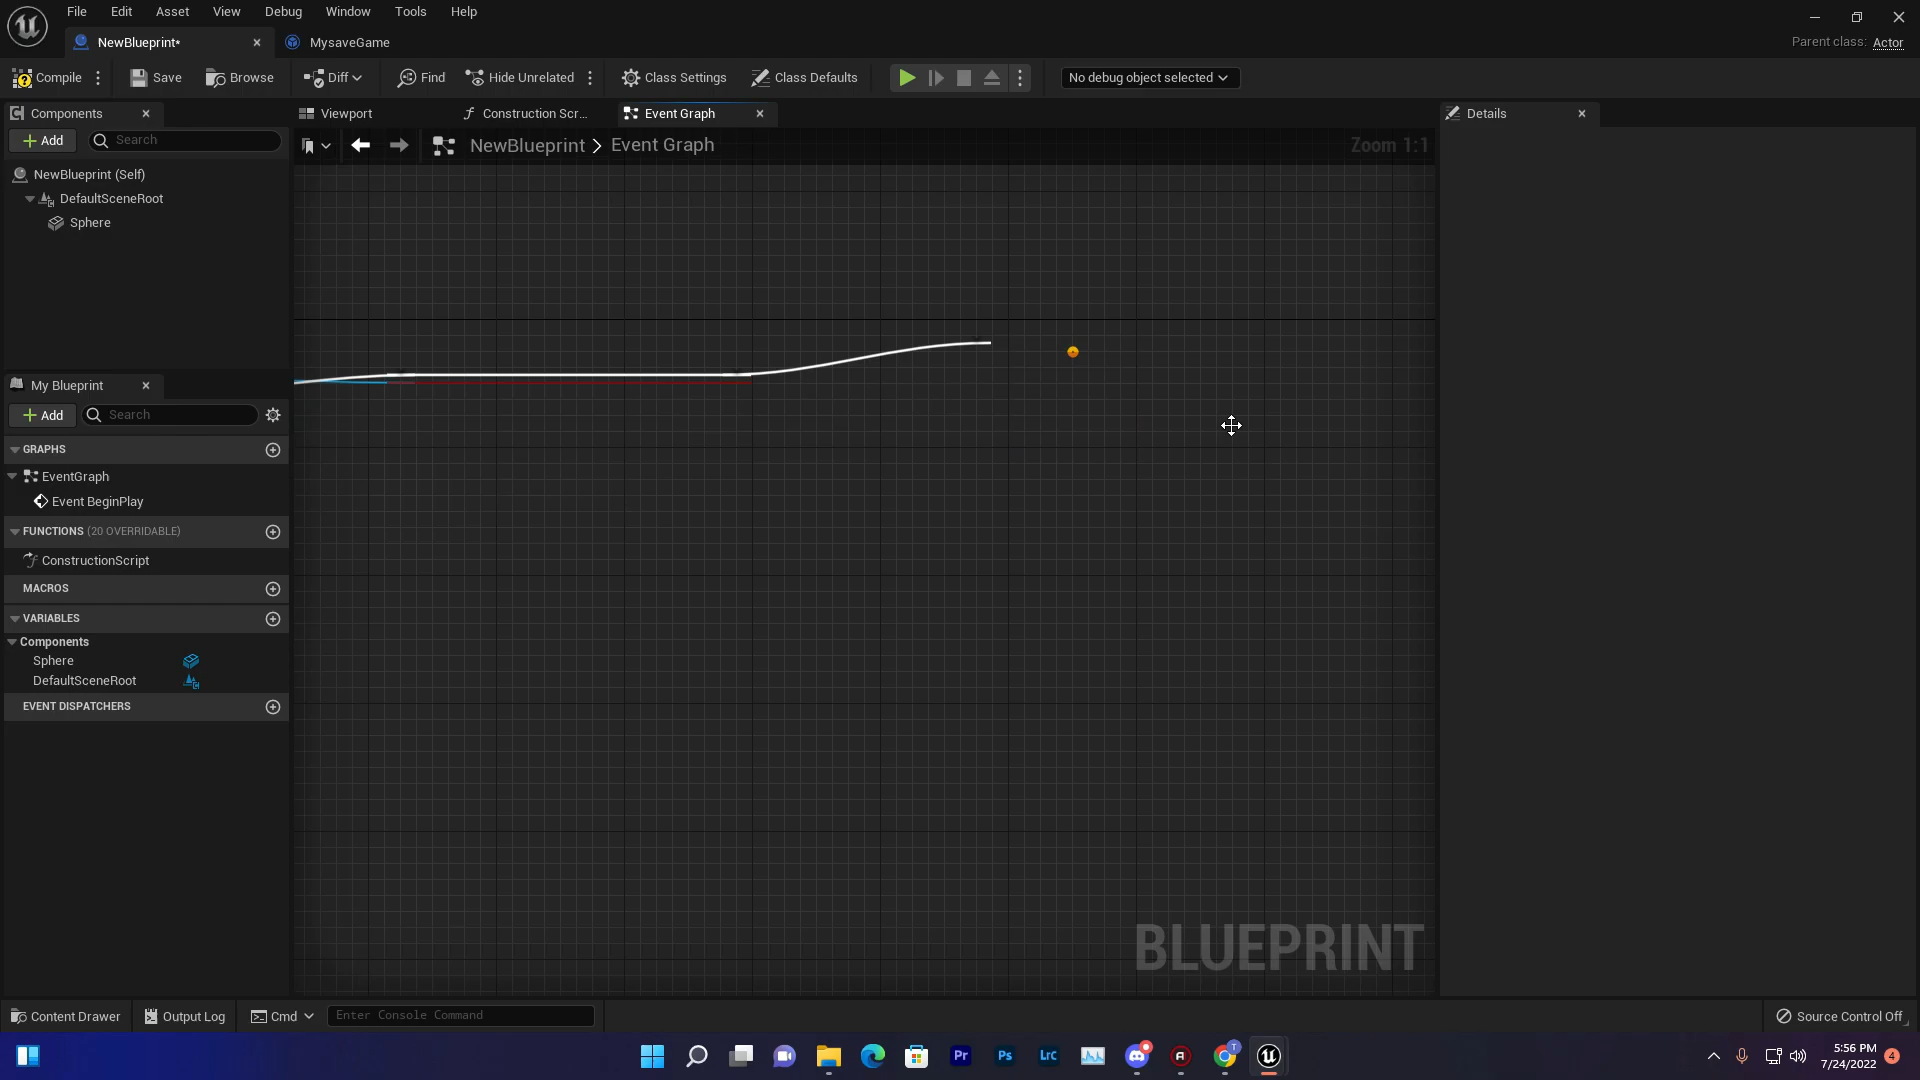 File Edit Asset View Debug Window Tools Help
NewBlueprint* MysaveGame
Parent class: Actor
Compile Save Browse Diff Find Hide Unrelated Class Settings Class Defaults No debug object selected
Components Viewport Construction Scr... Event Graph Details
Add Search
NewBlueprint > Event Graph Zoom 1:1
NewBlueprint (Self)
DefaultSceneRoot
Sphere
My Blueprint
Add Search
GRAPHS
EventGraph
Event BeginPlay
FUNCTIONS (20 OVERRIDABLE)
ConstructionScript
MACROS
VARIABLES
Components
Sphere
DefaultSceneRoot
EVENT DISPATCHERS
BLUEPRINT
Content Drawer Output Log Cmd Enter Console Command Source Control Off
Pr Ps LrC T
5:56 PM
7/24/2022 4